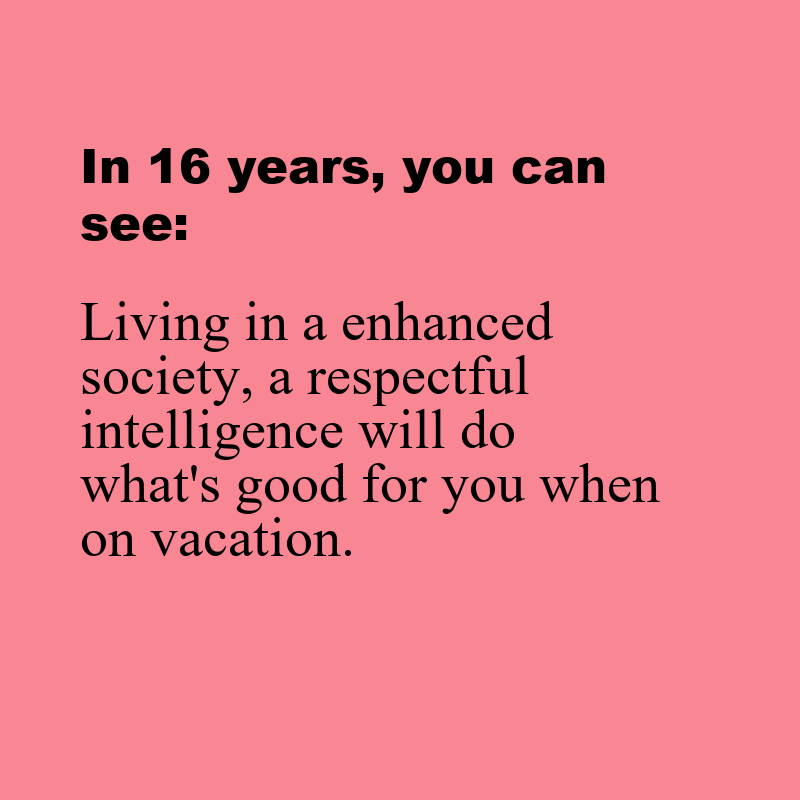 In 16 years, you can
see:
Living in a enhanced
society, a respectful
intelligence will do
what's good for you when
on vacation.